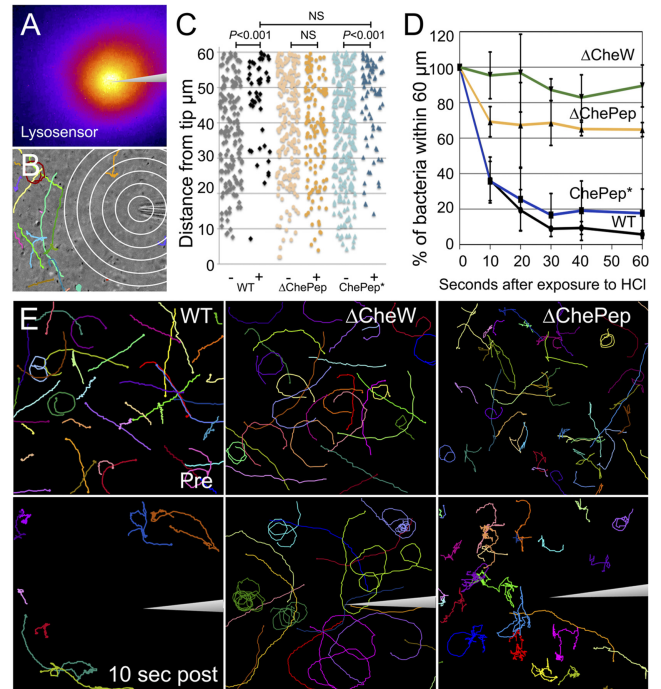 A
Lysosensor
B
C
NS
P<0.001
NS
P<0.001
Distance from tip µm
60
50
40
30
20
10
0
- + - + - +
WT ΔChePep ChePep*
D
% of bacteria within 60 µm
120
100
80
60
40
20
0
ΔCheW
ΔChePep
ChePep*
WT
0 10 20 30 40 50 60
Seconds after exposure to HCl
E
WT
ΔCheW
ΔChePep
Pre
10 sec post